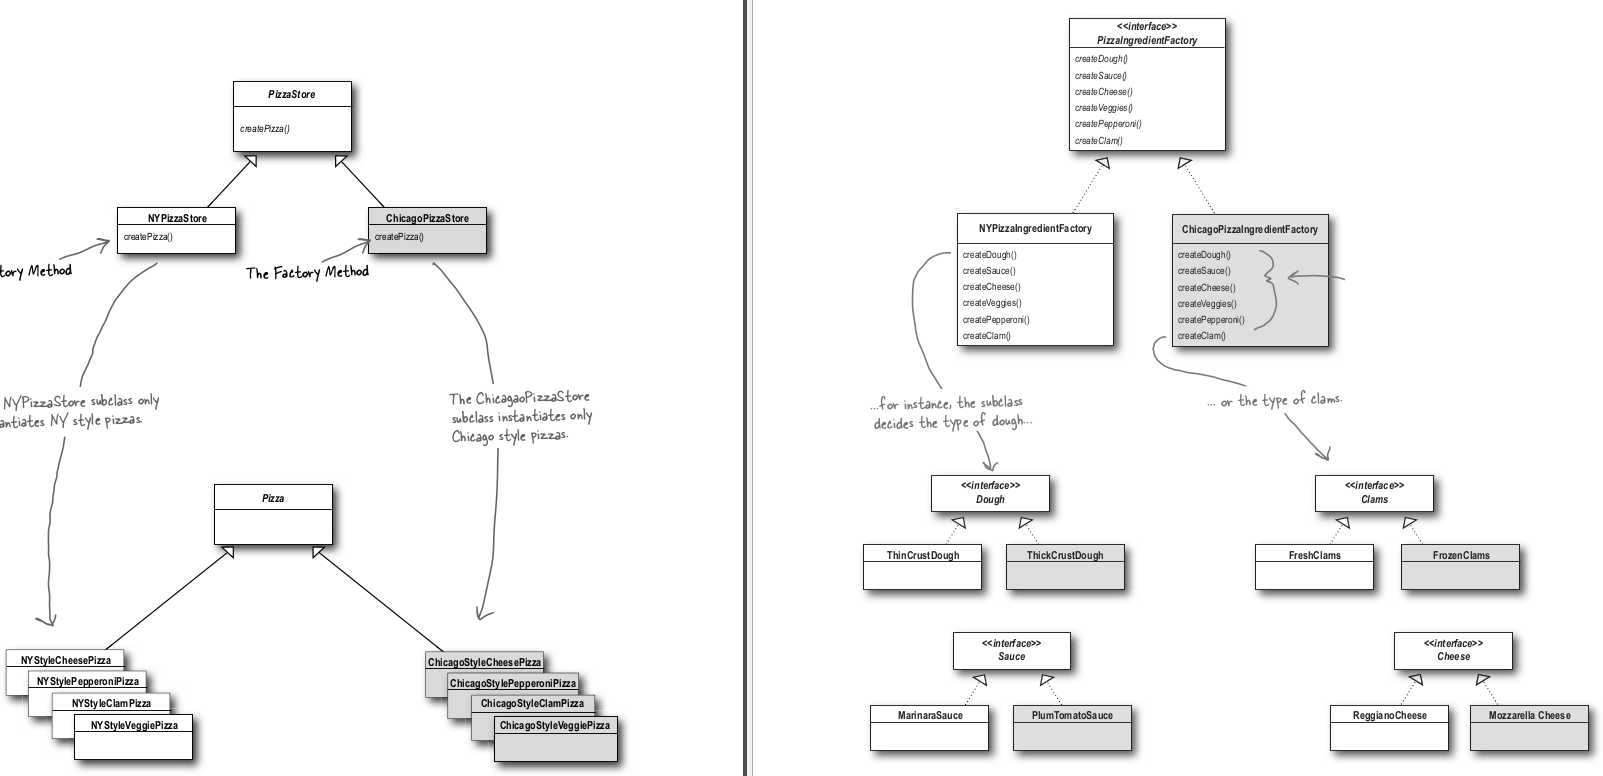 PizzaStore
createPizza()
NYPizzaStore
createPizza()
ChicagoPizzaStore
createPizza()
tory Method
The Factory Method
NYPizzaStore subclass only
antiates NY style pizzas.
The ChicagaoPizzaStore
subclass instantiates only
Chicago style pizzas.
Pizza
NYStyleCheesePizza
NYStylePepperoniPizza
NYStyleClamPizza
NYStyleVeggiePizza
ChicagoStyleCheesePizza
ChicagoStylePepperoniPizza
ChicagoStyleClamPizza
ChicagoStyleVeggiePizza
<<interface>>
PizzaIngredientFactory
createDough()
createSauce()
createCheese()
createVeggies()
createPepperoni()
createClam()
NYPizzaIngredientFactory
createDough()
createSauce()
createCheese()
createVeggies()
createPepperoni()
createClam()
ChicagoPizzaIngredientFactory
createDough()
createSauce()
createCheese()
createVeggies()
createPepperoni()
createClam()
...for instance, the subclass
decides the type of dough...
... or the type of clams.
<<interface>>
Dough
ThinCrustDough
ThickCrustDough
<<interface>>
Clams
FreshClams
FrozenClams
<<interface>>
Sauce
MarinaraSauce
PlumTomatoSauce
<<interface>>
Cheese
ReggianoCheese
Mozzarella Cheese